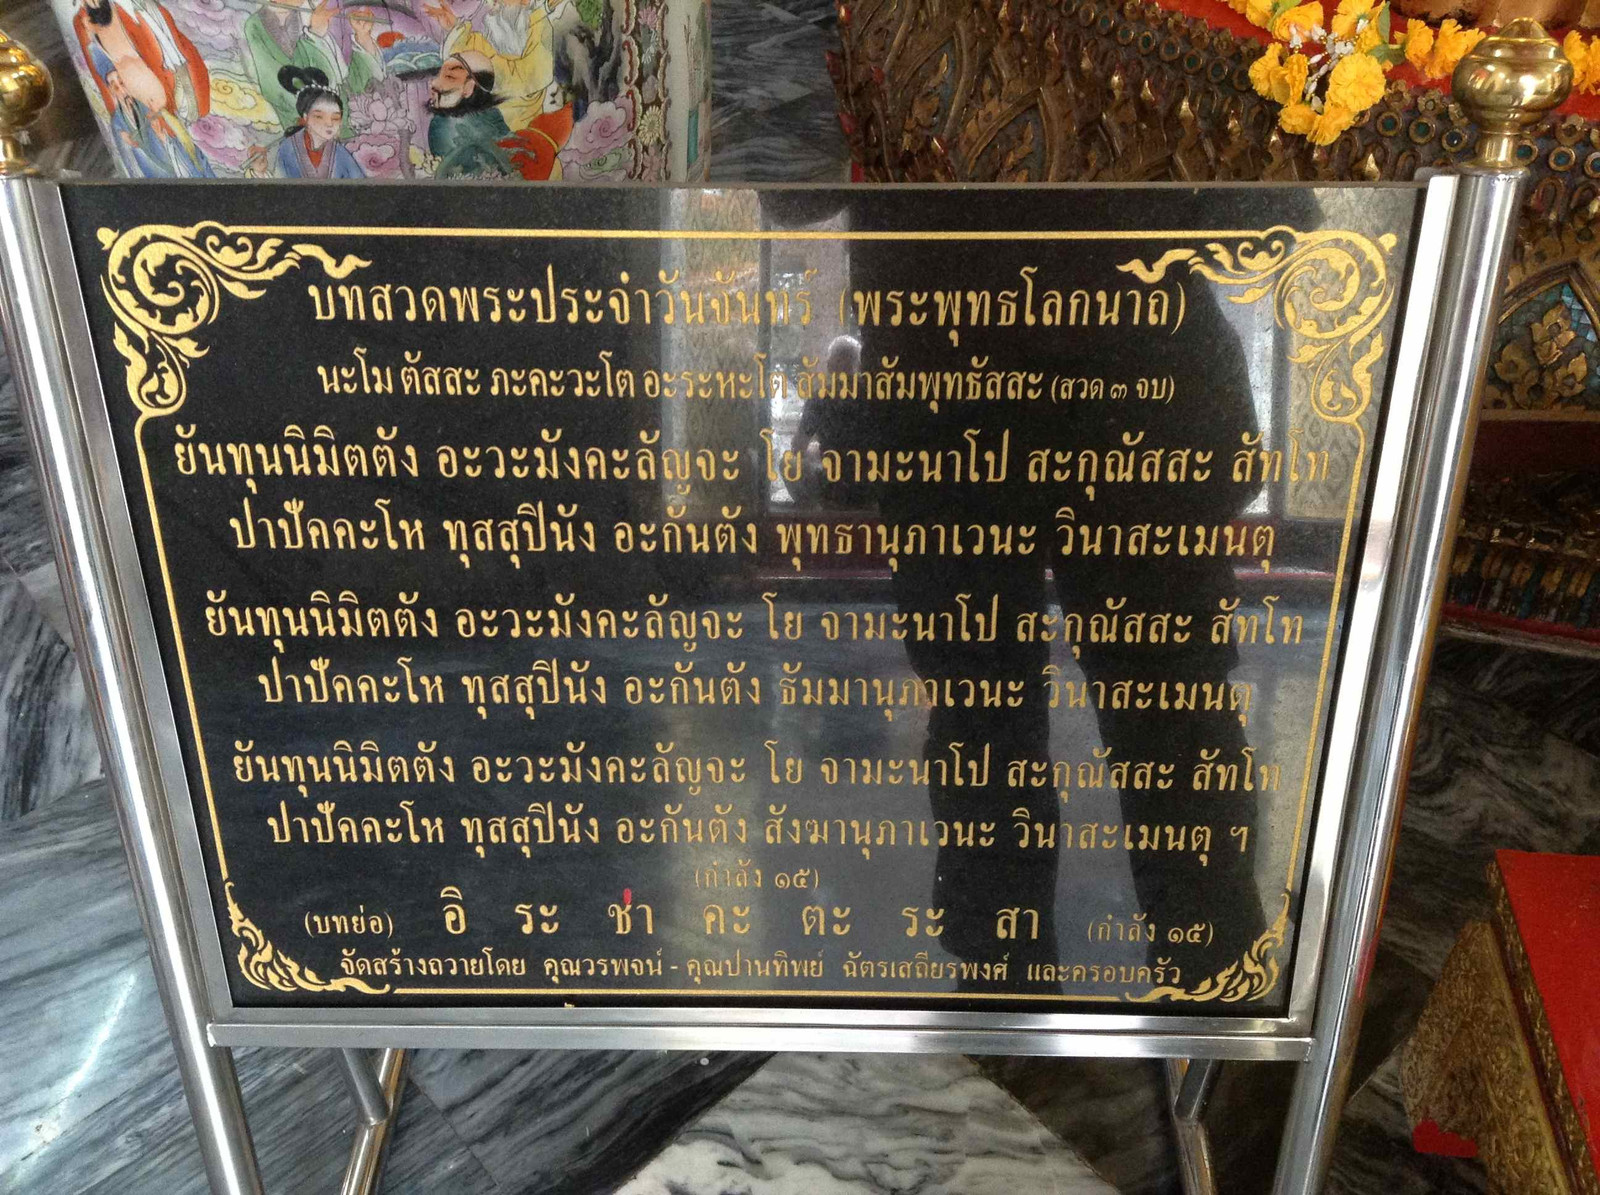 บทสวดพระประจำวันจันทร์ (พระพุทธโลกนาถ)
นะโม ตัสสะ ภะคะวะโต อะระหะโต สัมมาสัมพุทธัสสะ (สวด ๓ จบ)
ยันทุนนิมิตตัง อะวะมังคะลัญจะ โย จามะนาโป สะกุณัสสะ สัทโท
ปาปัคคะโห ทุสสุปินัง อะกันตัง พุทธานุภาเวนะ วินาสะเมนตุ
ยันทุนนิมิตตัง อะวะมังคะลัญจะ โย จามะนาโป สะกุณัสสะ สัทโท
ปาปัคคะโห ทุสสุปินัง อะกันตัง ธัมมานุภาเวนะ วินาสะเมนตุ
ยันทุนนิมิตตัง อะวะมังคะลัญจะ โย จามะนาโป สะกุณัสสะ สัทโท
ปาปัคคะโห ทุสสุปินัง อะกันตัง สังฆานุภาเวนะ วินาสะเมนตุ ฯ
(กำลัง ๑๕)
(บทย่อ) อิ ระ ชา คะ ตะ ระ สา (กำลัง ๑๕)
จัดสร้างถวายโดย คุณวรพจน์ - คุณปานทิพย์ ฉัตรเสถียรพงศ์ และครอบครัว